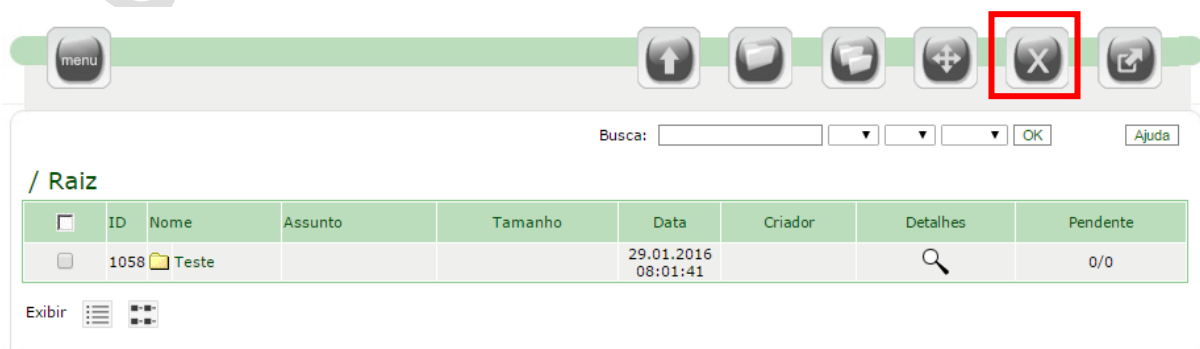 menu
X
Busca: OK Ajuda
/ Raiz
ID Nome Assunto Tamanho Data Criador Detalhes Pendente
1058 Teste 29.01.2016 08:01:41 0/0
Exibir